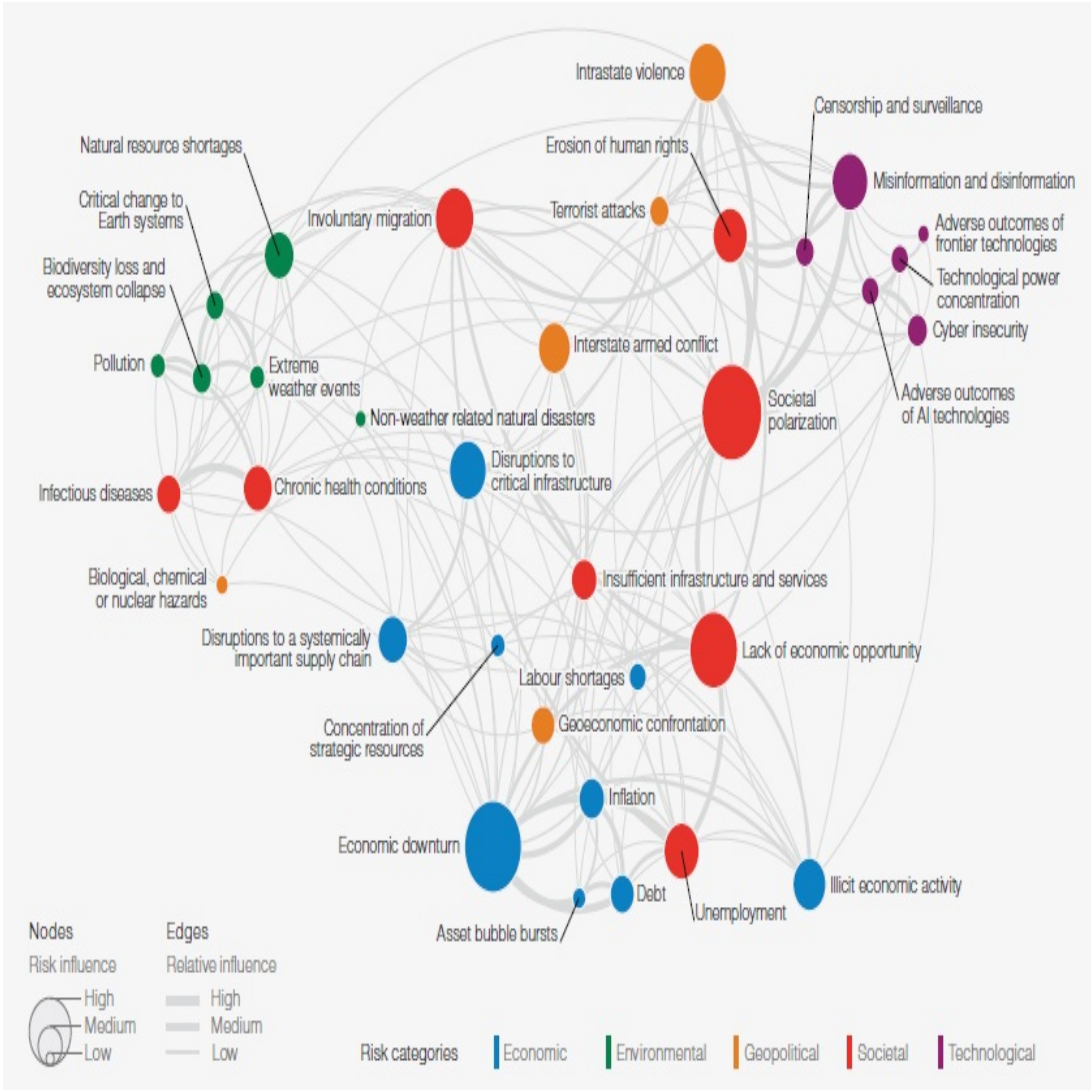 Intrastate violence
Censorship and surveillance
Natural resource shortages
Erosion of human rights
Misinformation and disinformation
Critical change to
Earth systems
Involuntary migration
Terrorist attacks
Adverse outcomes of
frontier technologies
Biodiversity loss and
ecosystem collapse
Technological power
concentration
Cyber insecurity
Interstate armed conflict
Pollution
Extreme
weather events
Adverse outcomes
of AI technologies
Societal
polarization
Non-weather related natural disasters
Disruptions to
critical infrastructure
Infectious diseases
Chronic health conditions
Biological, chemical
or nuclear hazards
Insufficient infrastructure and services
Disruptions to a systemically
important supply chain
Lack of economic opportunity
Labour shortages
Concentration of
strategic resources
Geoeconomic confrontation
Inflation
Economic downturn
Debt
Illicit economic activity
Unemployment
Asset bubble bursts
Nodes
Risk influence
High
Medium
Low
Edges
Relative influence
High
Medium
Low
Risk categories
Economic
Environmental
Geopolitical
Societal
Technological